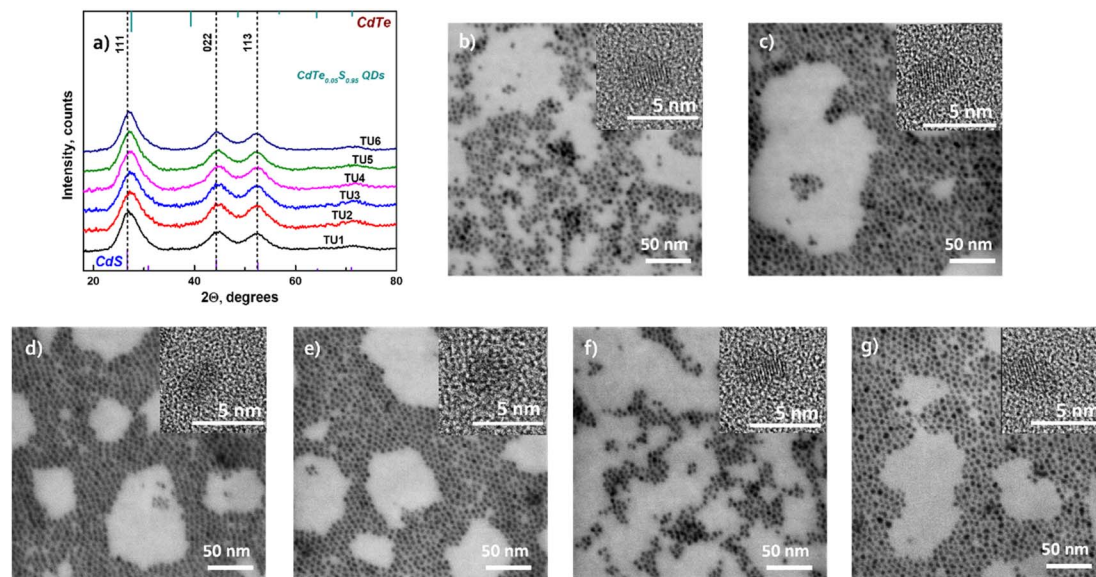 a)
CdTe
111
022
113
CdTe0.05S0.95 QDs
TU6
TU5
TU4
TU3
TU2
TU1
CdS
Intensity, counts
20
40
60
80
2Θ, degrees
b)
5 nm
50 nm
c)
5 nm
50 nm
d)
5 nm
50 nm
e)
5 nm
50 nm
f)
5 nm
50 nm
g)
5 nm
50 nm